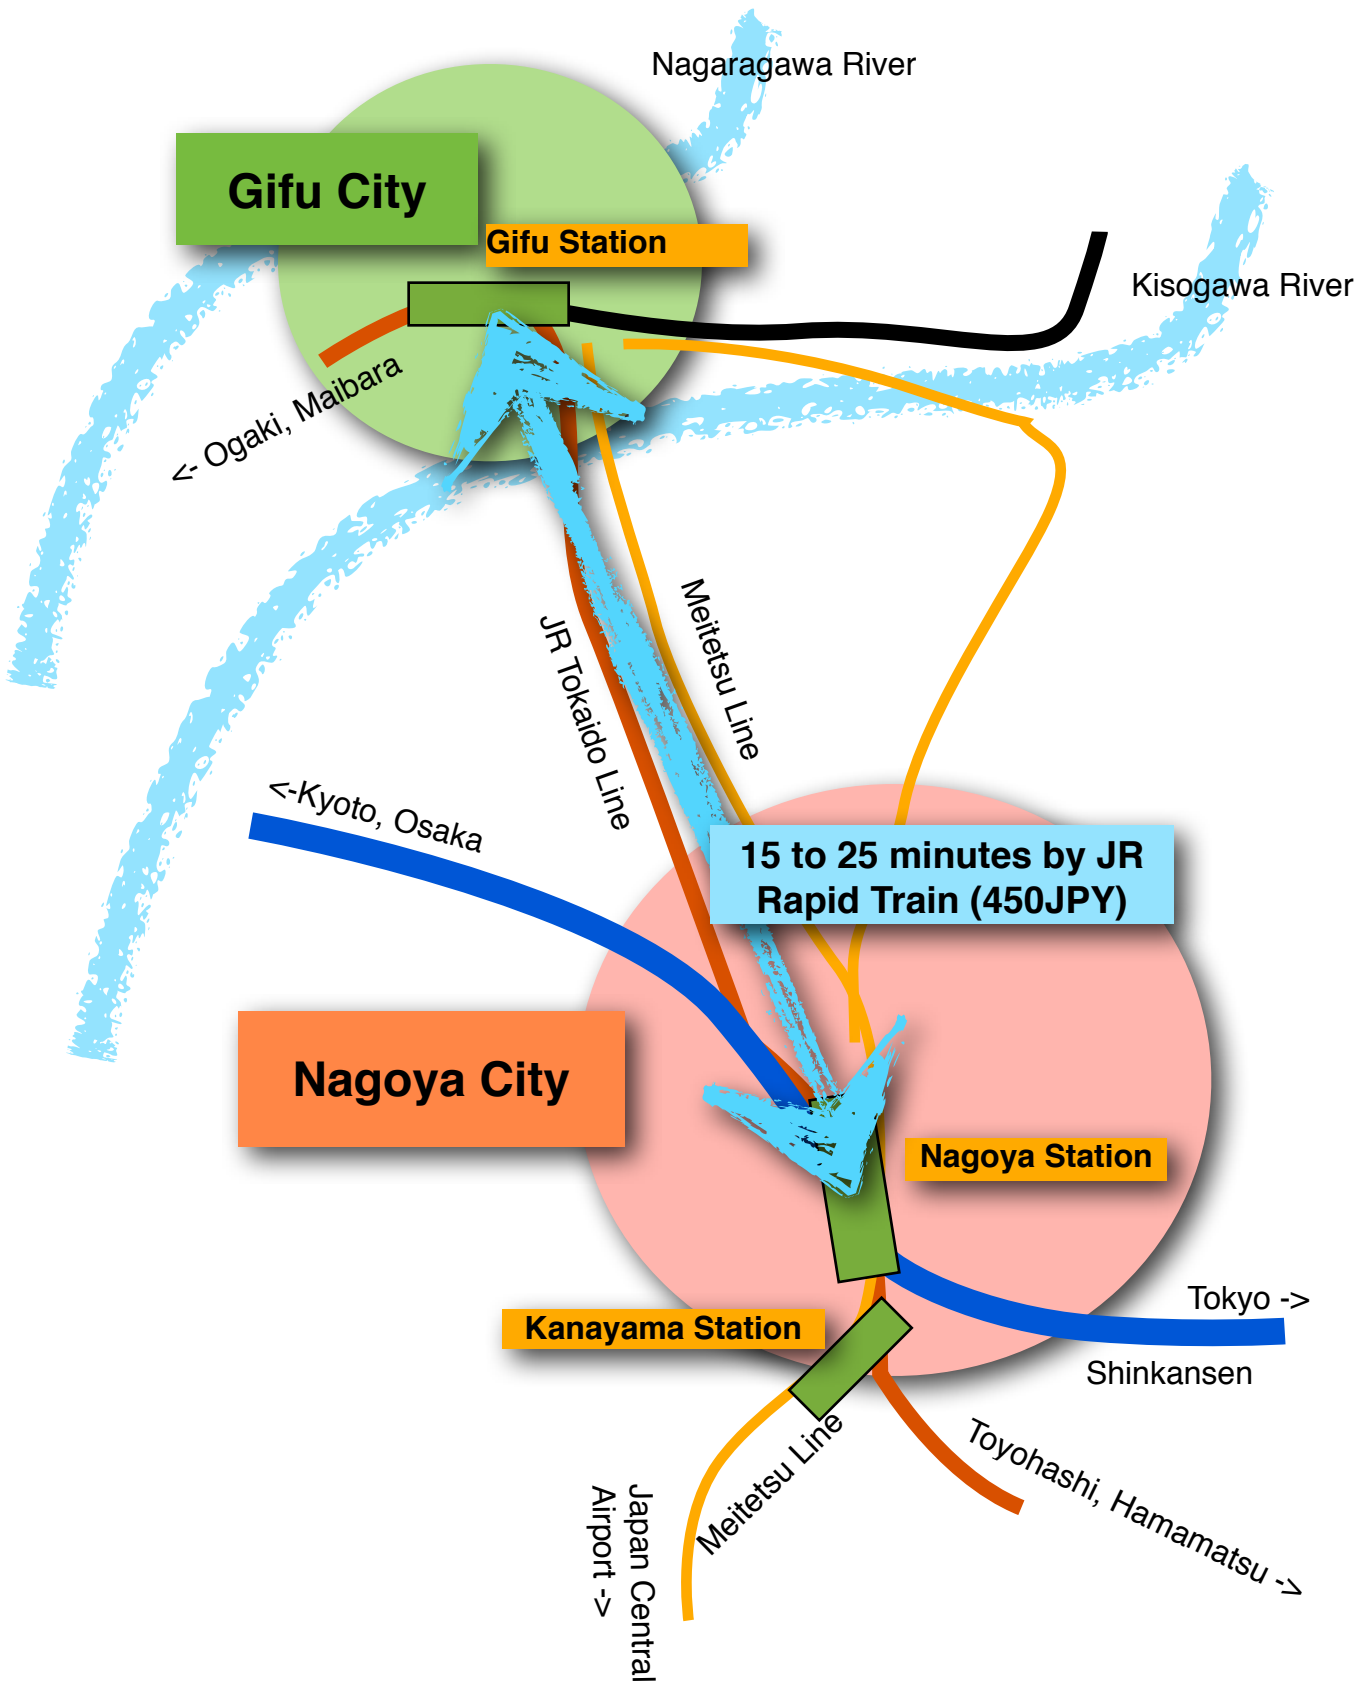 Nagaragawa River
Gifu City
Gifu Station
Kisogawa River
<- Ogaki, Maibara
Meitetsu Line
JR Tokaido Line
<-Kyoto, Osaka
15 to 25 minutes by JR
Rapid Train (450JPY)
Nagoya City
Nagoya Station
Tokyo ->
Kanayama Station
Shinkansen
Toyohashi, Hamamatsu ->
Meitetsu Line
Japan Central
Airport ->